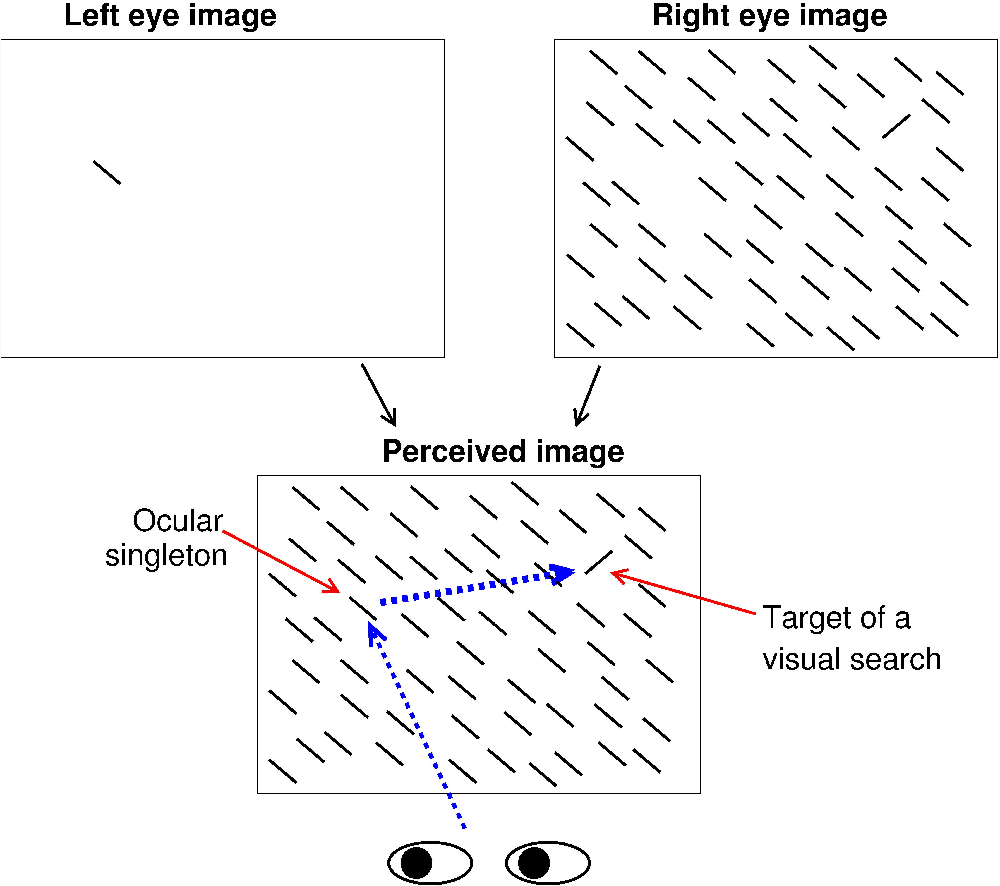 Left eye image
Right eye image
Perceived image
Ocular
singleton
Target of a
visual search